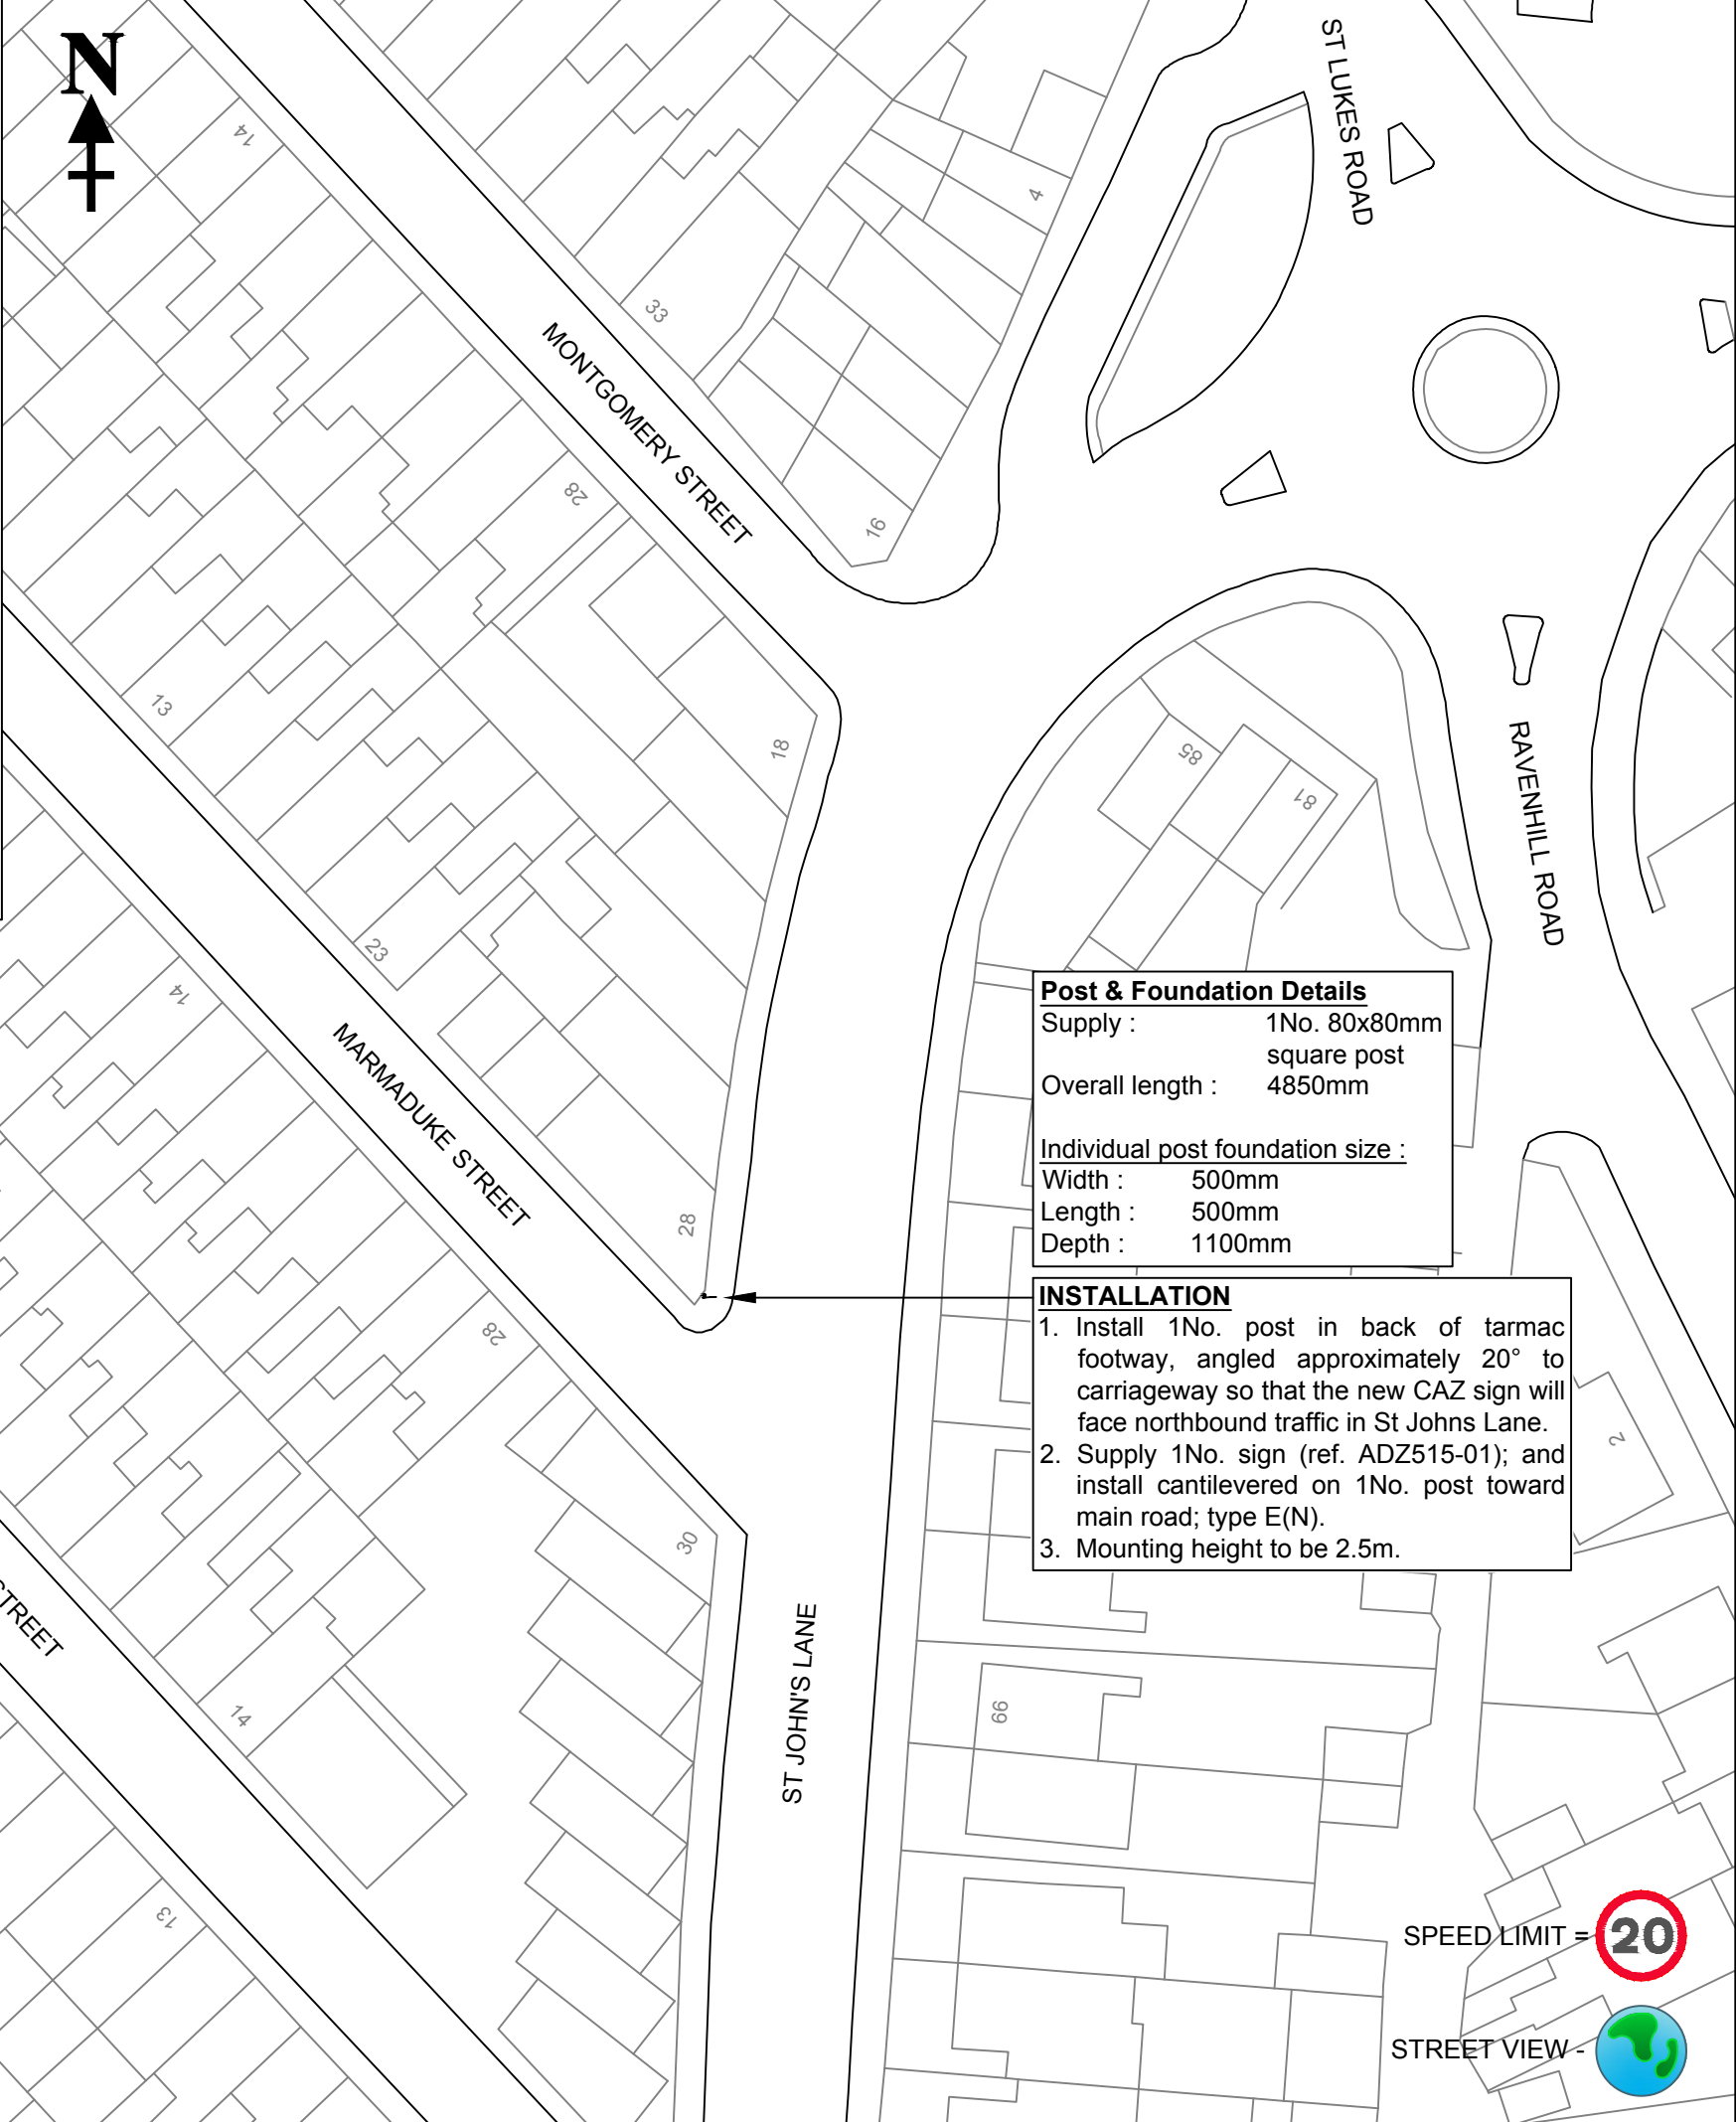 N
ST LUKES ROAD
14
4
33
MONTGOMERY STREET
28
16
13
18
85
81
RAVENHILL ROAD
23
14
MARMADUKE STREET
28
Post & Foundation Details
Supply : 1No. 80x80mm
square post
Overall length : 4850mm
Individual post foundation size :
Width : 500mm
Length : 500mm
Depth : 1100mm
INSTALLATION
1. Install 1No. post in back of tarmac
footway, angled approximately 20° to
carriageway so that the new CAZ sign will
face northbound traffic in St Johns Lane.
2. Supply 1No. sign (ref. ADZ515-01); and
install cantilevered on 1No. post toward
main road; type E(N).
3. Mounting height to be 2.5m.
28
2
30
STREET
ST JOHN'S LANE
14
13
SPEED LIMIT = 20
STREET VIEW -